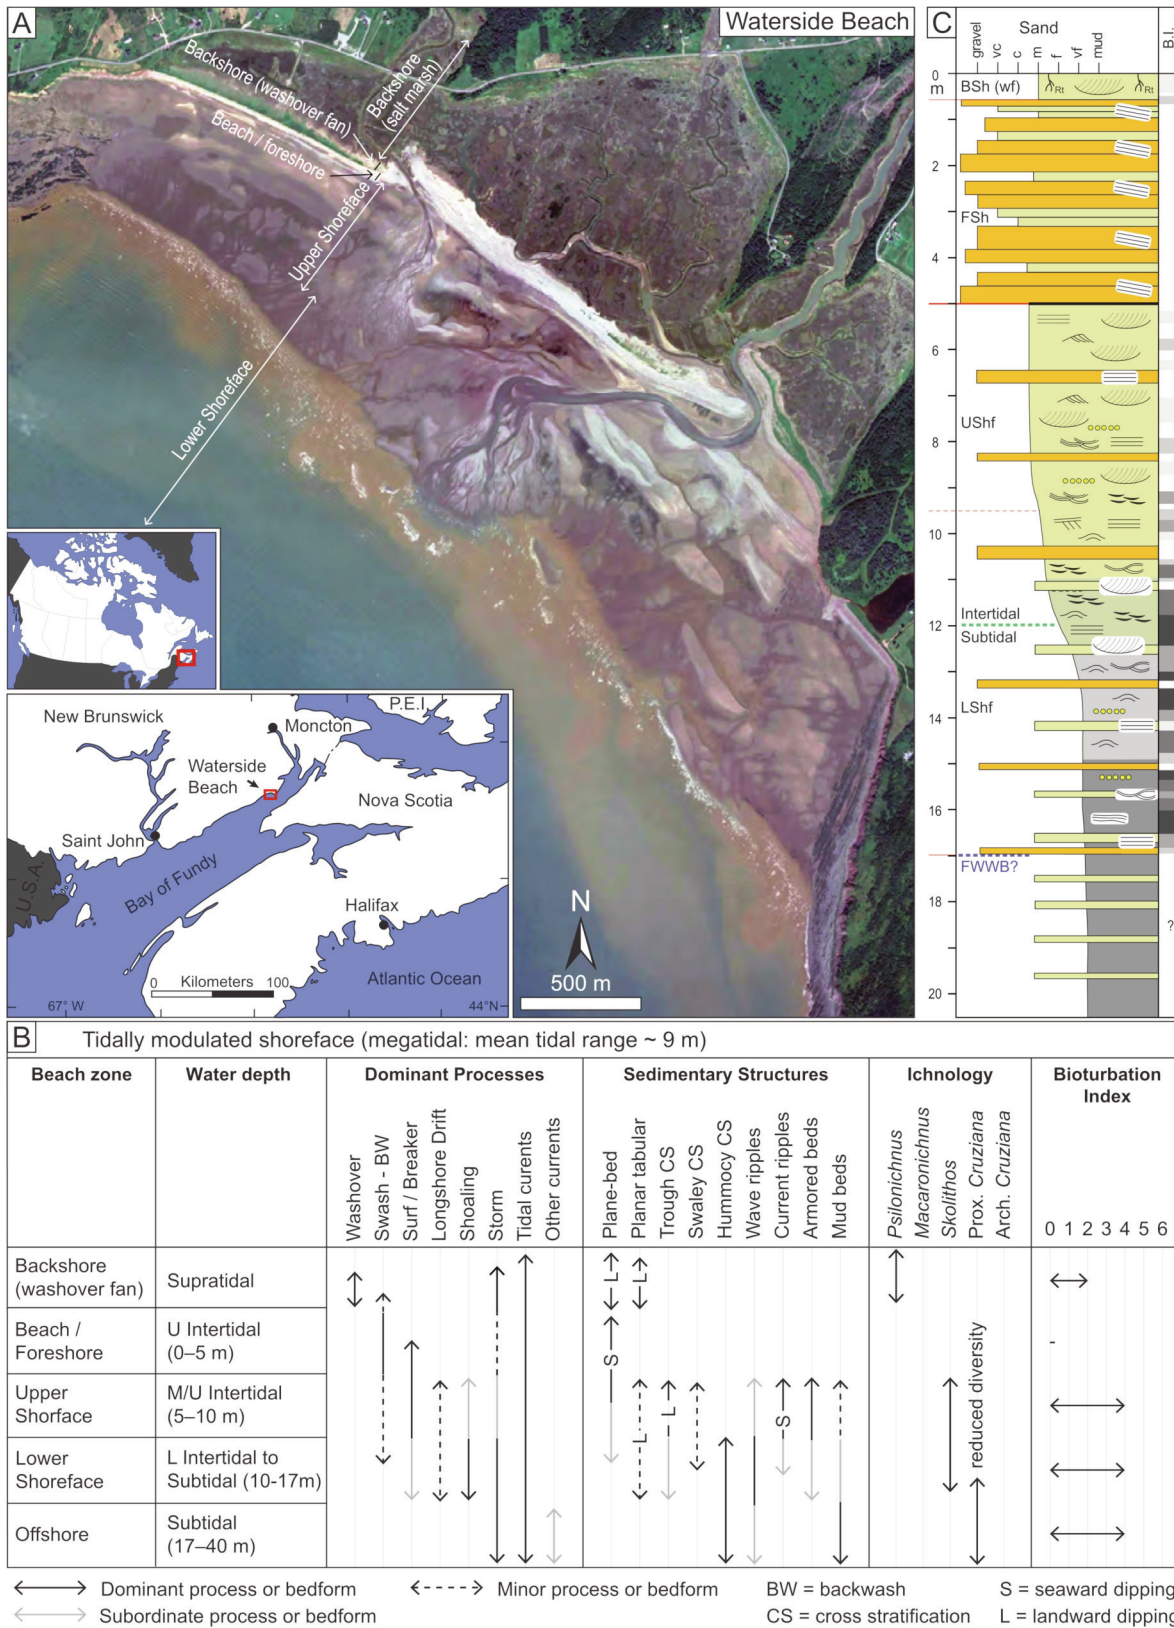 A
Waterside Beach
Backshore (washover fan)
Backshore
(salt marsh)
Beach / foreshore
Upper Shoreface
Lower Shoreface
New Brunswick
Moncton
P.E.I.
Waterside
Beach
Nova Scotia
Saint John
U.S.A.
Bay of Fundy
Halifax
0 Kilometers 100
Atlantic Ocean
67° W
44°N
N
500 m
C
Sand
gravel
vc
c
m
f
vf
mud
B.I.
0
m
BSh (wf)
Rt
Rt
2
FSh
4
6
UShf
8
10
Intertidal
12
Subtidal
LShf
14
16
FWWB?
18
?
20
B
Tidally modulated shoreface (megatidal: mean tidal range ~ 9 m)
Beach zone
Water depth
Dominant Processes
Sedimentary Structures
Ichnology
Bioturbation
Index
Washover
Swash - BW
Surf / Breaker
Longshore Drift
Shoaling
Storm
Tidal curents
Other currents
Plane-bed
Planar tabular
Trough CS
Swaley CS
Hummocy CS
Wave ripples
Current ripples
Armored beds
Mud beds
Psilonichnus
Macaronichnus
Skolithos
Prox. Cruziana
Arch. Cruziana
0 1 2 3 4 5 6
Backshore
(washover fan)
Supratidal
L
L
Beach /
Foreshore
U Intertidal
(0–5 m)
S
-
Upper
Shorface
M/U Intertidal
(5–10 m)
L
L
S
reduced diversity
Lower
Shoreface
L Intertidal to
Subtidal (10-17m)
Offshore
Subtidal
(17–40 m)
Dominant process or bedform
Minor process or bedform
BW = backwash
S = seaward dipping
Subordinate process or bedform
CS = cross stratification
L = landward dipping